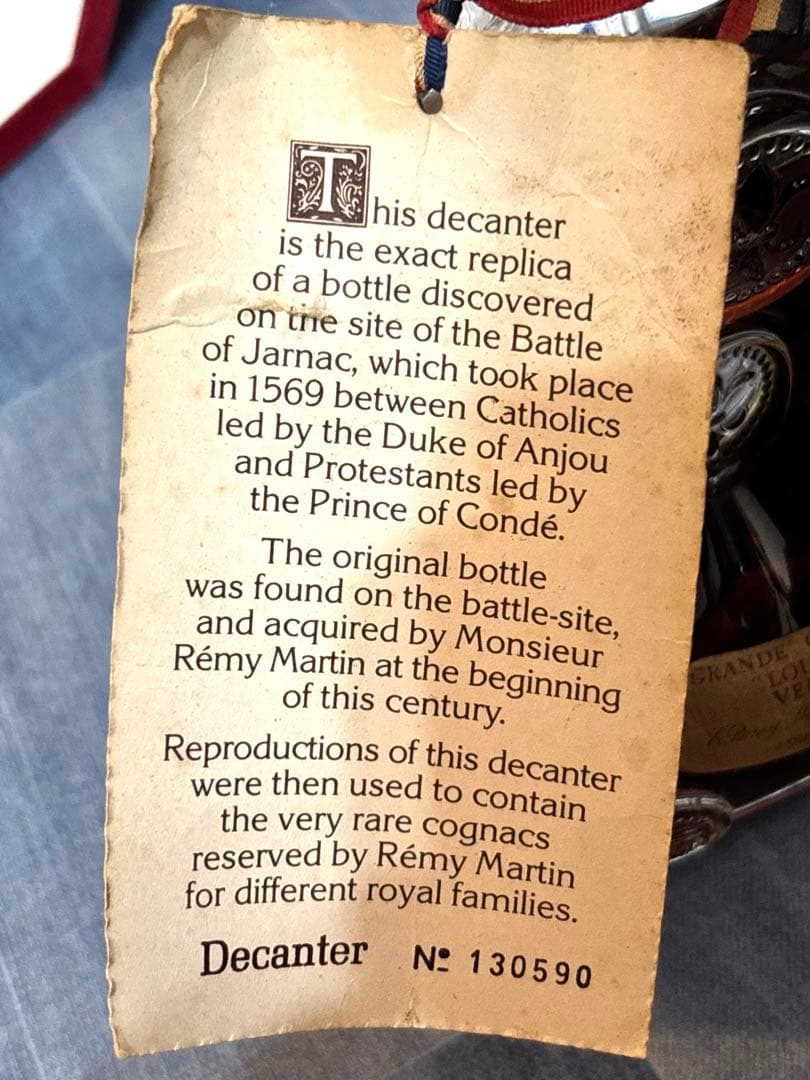 This decanter
is the exact replica
of a bottle discovered
on the site of the Battle
of Jarnac, which took place
in 1569 between Catholics
led by the Duke of Anjou
and Protestants led by
the Prince of Condé.
The original bottle
was found on the battle-site,
and acquired by Monsieur
Rémy Martin at the beginning
of this century.
Reproductions of this decanter
were then used to contain
the very rare cognacs
reserved by Rémy Martin
for different royal families.
Decanter Nº 130590
GRANDE